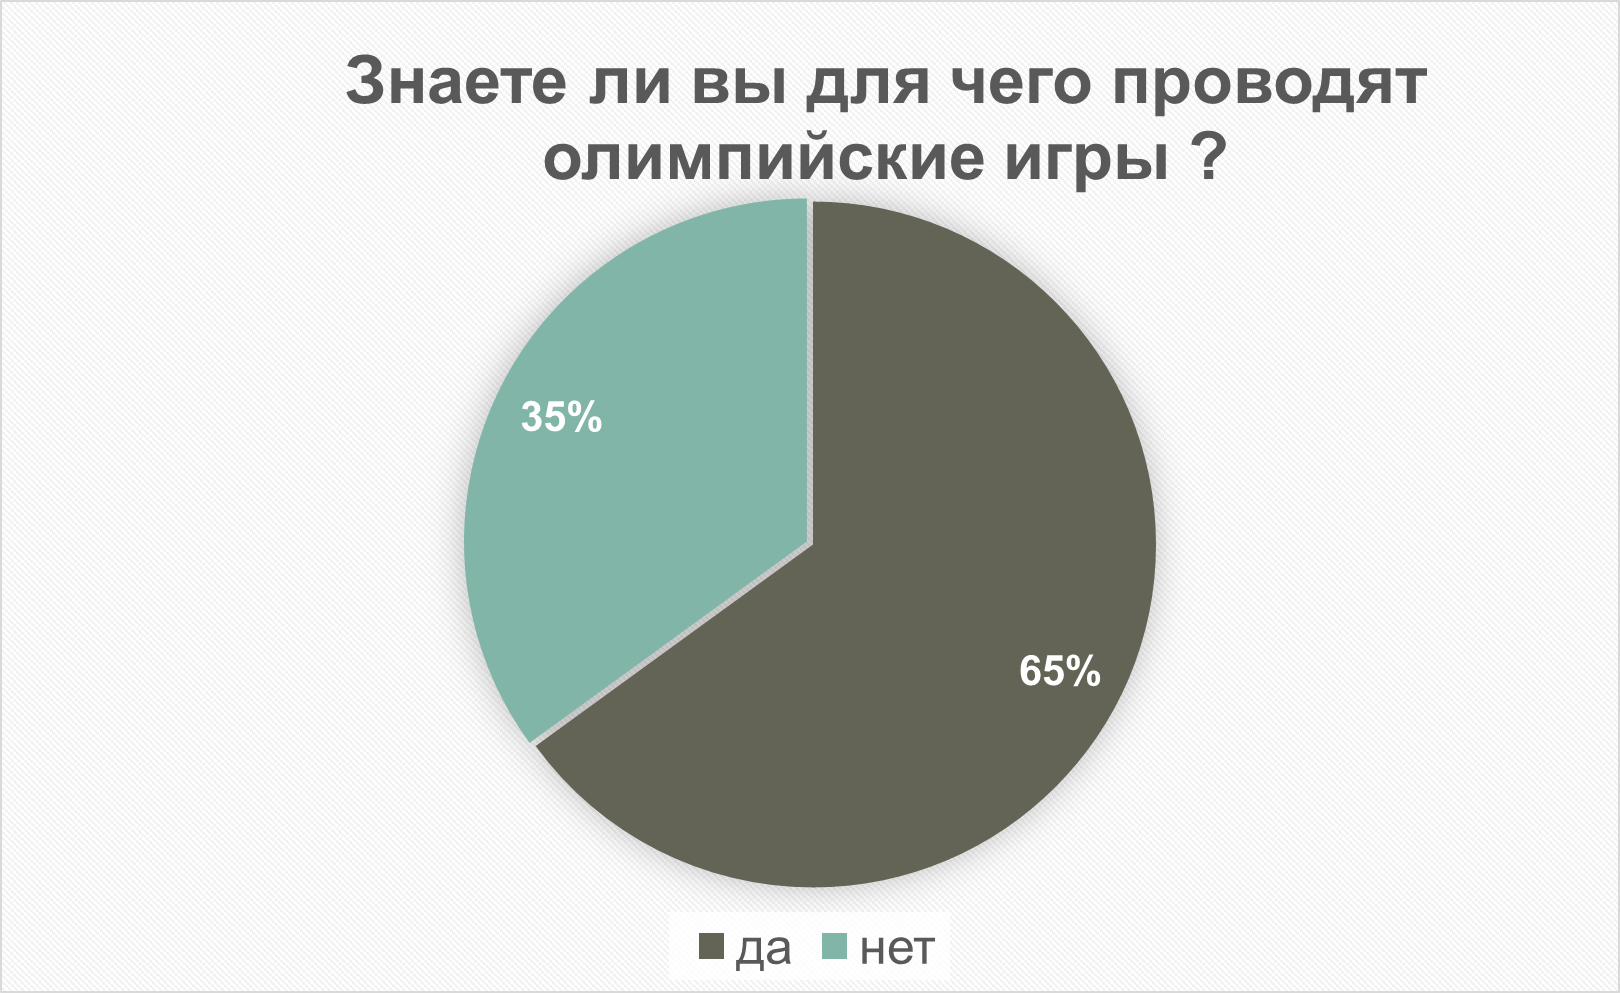 Знаете ли вы для чего проводят
олимпийские игры ?
35%
65%
да нет